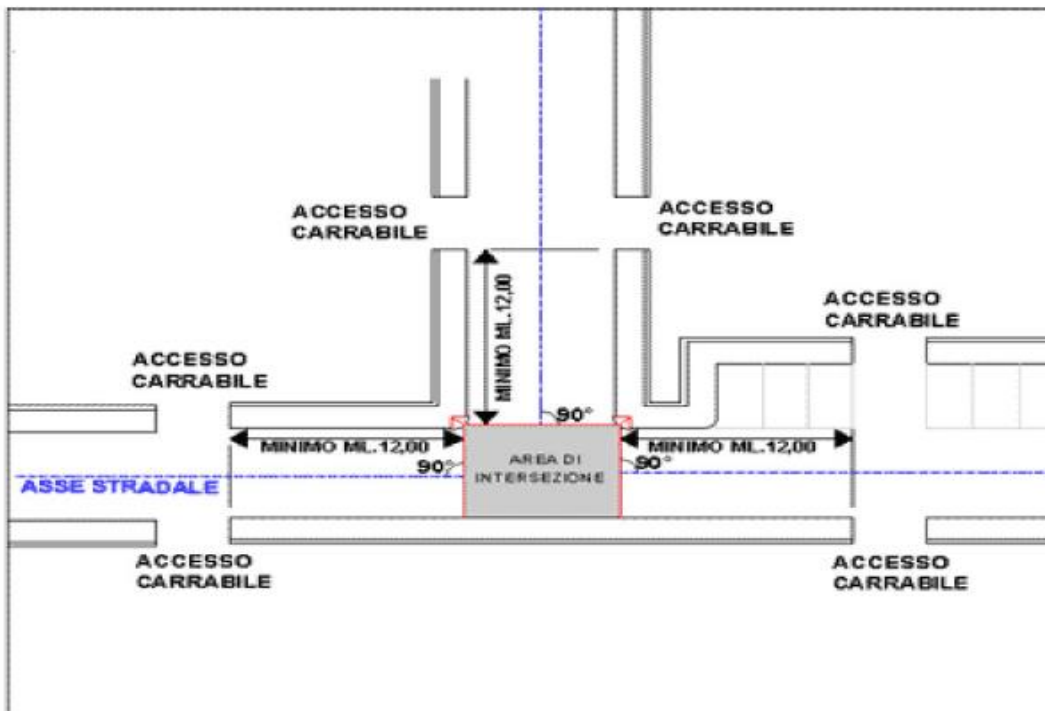 ACCESSO
CARRABILE
ACCESSO
CARRABILE
ACCESSO
CARRABILE
ACCESSO
CARRABILE
MINIMO ML.12,00
90°
MINIMO ML.12,00
MINIMO ML.12,00
90°
90°
AREA DI
INTERSEZIONE
ASSE STRADALE
ACCESSO
CARRABILE
ACCESSO
CARRABILE